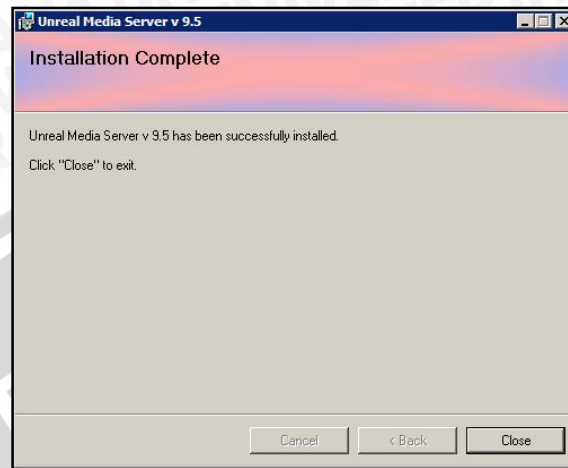 Unreal Media Server v 9.5
Installation Complete
Unreal Media Server v 9.5 has been successfully installed.
Click "Close" to exit.
Cancel
< Back
Close